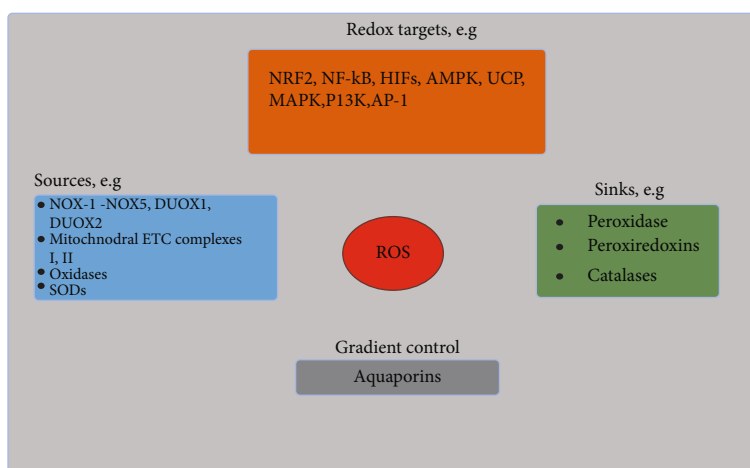 Redox targets, e.g
NRF2, NF-kB, HIFs, AMPK, UCP,
MAPK,P13K,AP-1
Sources, e.g
• NOX-1 -NOX5, DUOX1,
DUOX2
• Mitochnodral ETC complexes
I, II
• Oxidases
• SODs
ROS
Sinks, e.g
• Peroxidase
• Peroxiredoxins
• Catalases
Gradient control
Aquaporins